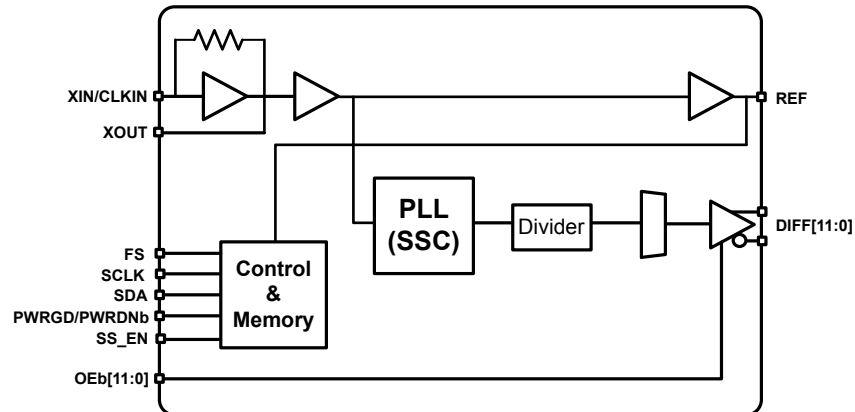 XIN/CLKIN
XOUT
REF
PLL
(SSC)
Divider
DIFF[11:0]
FS
SCLK
SDA
PWRGD/PWRDNb
SS_EN
Control
&
Memory
OEb[11:0]